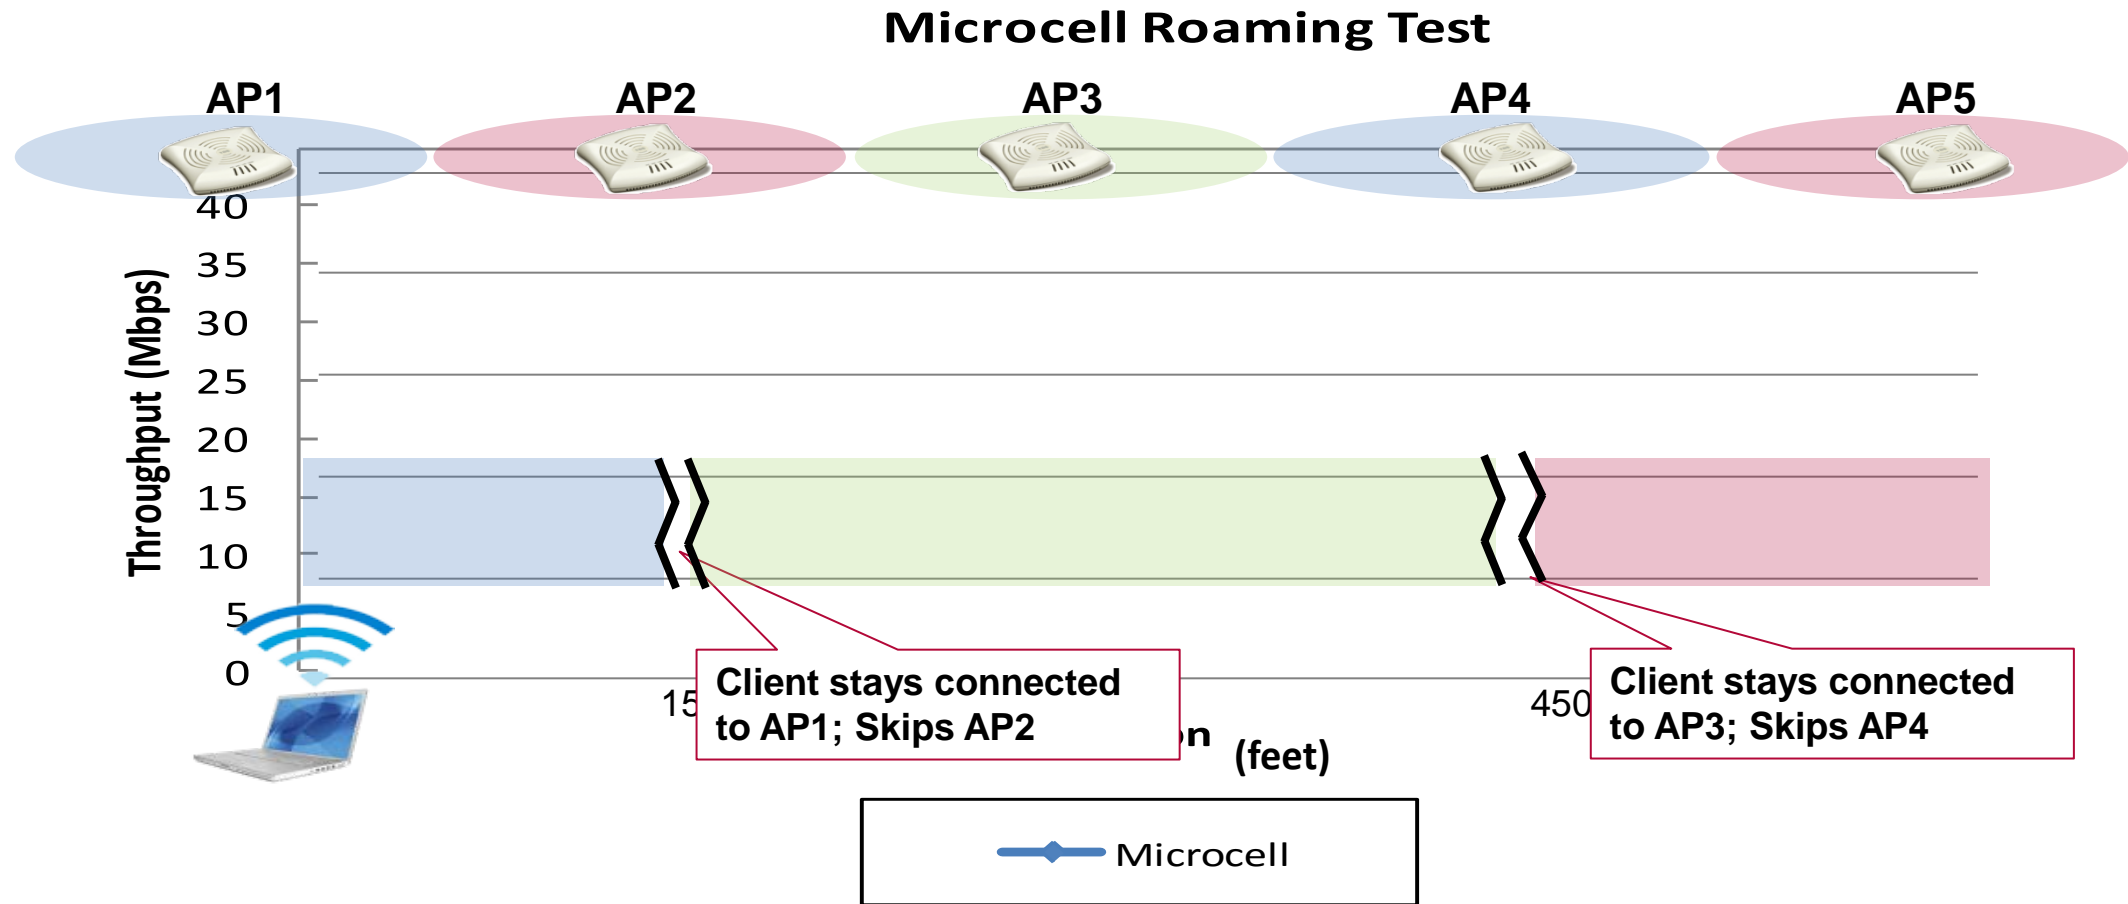 Microcell Roaming Test
AP1
AP2
AP3
AP4
AP5
40
35
30
25
20
15
10
5
0
Throughput (Mbps)
Client stays connected
to AP1; Skips AP2
Client stays connected
to AP3; Skips AP4
450
(feet)
Microcell